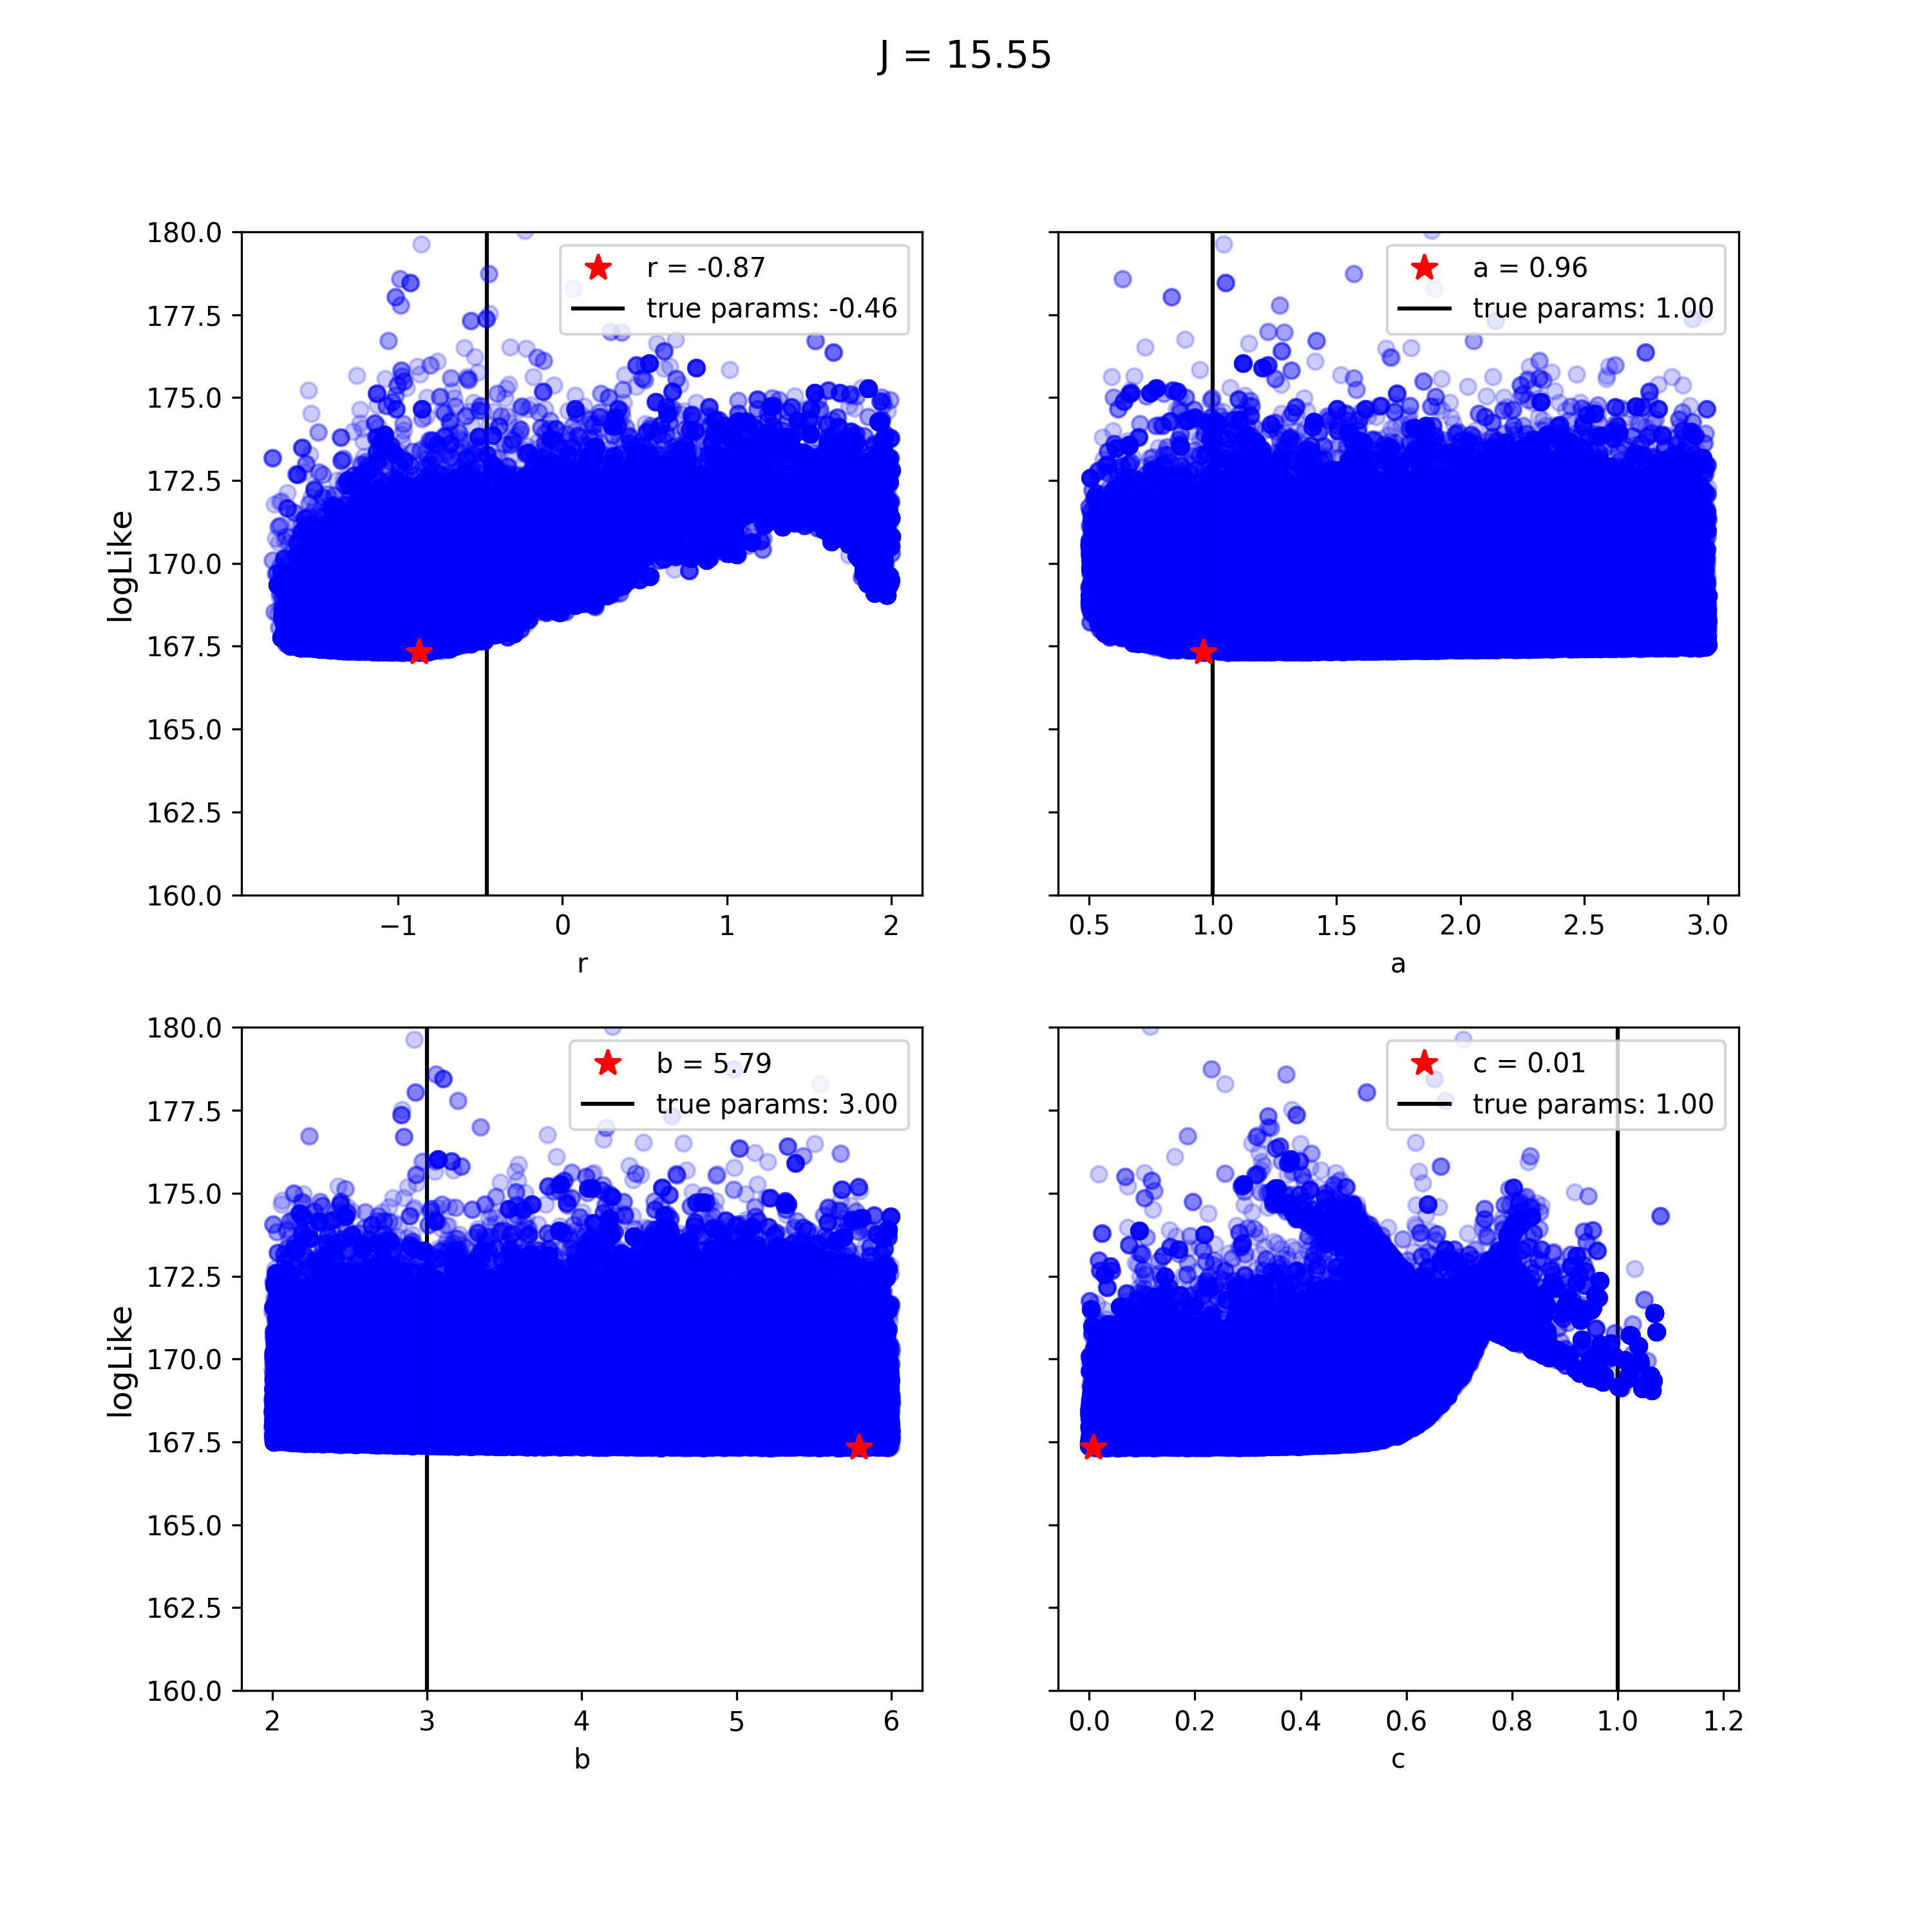 J = 15.55
180.0
177.5
175.0
172.5
170.0
167.5
165.0
162.5
160.0
logLike
r = -0.87
true params: -0.46
−1 0 1 2
r
a = 0.96
true params: 1.00
0.5 1.0 1.5 2.0 2.5 3.0
a
180.0
177.5
175.0
172.5
170.0
167.5
165.0
162.5
160.0
logLike
b = 5.79
true params: 3.00
2 3 4 5 6
b
c = 0.01
true params: 1.00
0.0 0.2 0.4 0.6 0.8 1.0 1.2
c